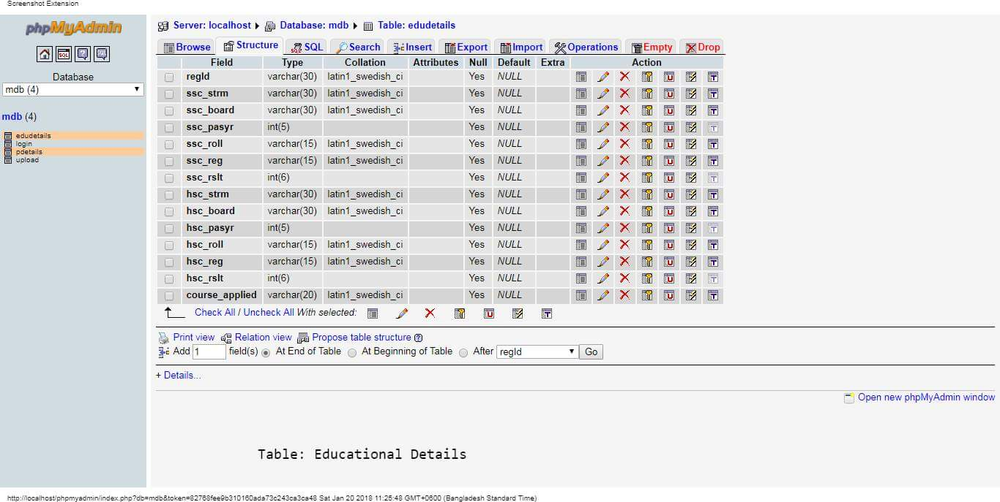 Screenshot Extension
phpMyAdmin
SQL
Database
mdb (4)
mdb (4)
edudetails
login
pdetails
upload
Server: localhost Database: mdb Table: edudetails
Browse Structure SQL Search Insert Export Import Operations Empty Drop
Field Type Collation Attributes Null Default Extra Action
regId varchar(30) latin1_swedish_ci Yes NULL
ssc_strm varchar(30) latin1_swedish_ci Yes NULL
ssc_board varchar(30) latin1_swedish_ci Yes NULL
ssc_pasyr int(5) Yes NULL
ssc_roll varchar(15) latin1_swedish_ci Yes NULL
ssc_reg varchar(15) latin1_swedish_ci Yes NULL
ssc_rslt int(6) Yes NULL
hsc_strm varchar(30) latin1_swedish_ci Yes NULL
hsc_board varchar(30) latin1_swedish_ci Yes NULL
hsc_pasyr int(5) Yes NULL
hsc_roll varchar(15) latin1_swedish_ci Yes NULL
hsc_reg varchar(15) latin1_swedish_ci Yes NULL
hsc_rslt int(6) Yes NULL
course_applied varchar(20) latin1_swedish_ci Yes NULL
Check All / Uncheck All With selected:
Print view Relation view Propose table structure
Add 1 field(s) At End of Table At Beginning of Table After regId Go
+ Details...
Open new phpMyAdmin window
Table: Educational Details
http://localhost/phpmyadmin/index.php?db=mdb&token=82768fee9b310160ada73c243ca3ca48 Sat Jan 20 2018 11:25:48 GMT+0600 (Bangladesh Standard Time)